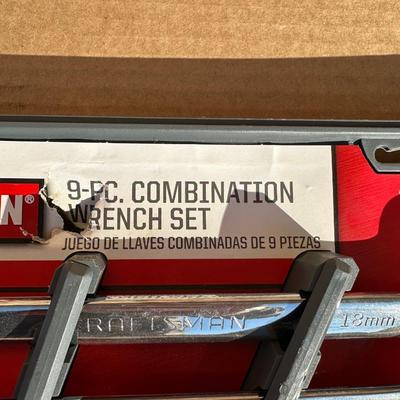 N®
9-PC. COMBINATION
WRENCH SET
JUEGO DE LLAVES COMBINADAS DE 9 PIEZAS
CRAFTSMAN
18mm